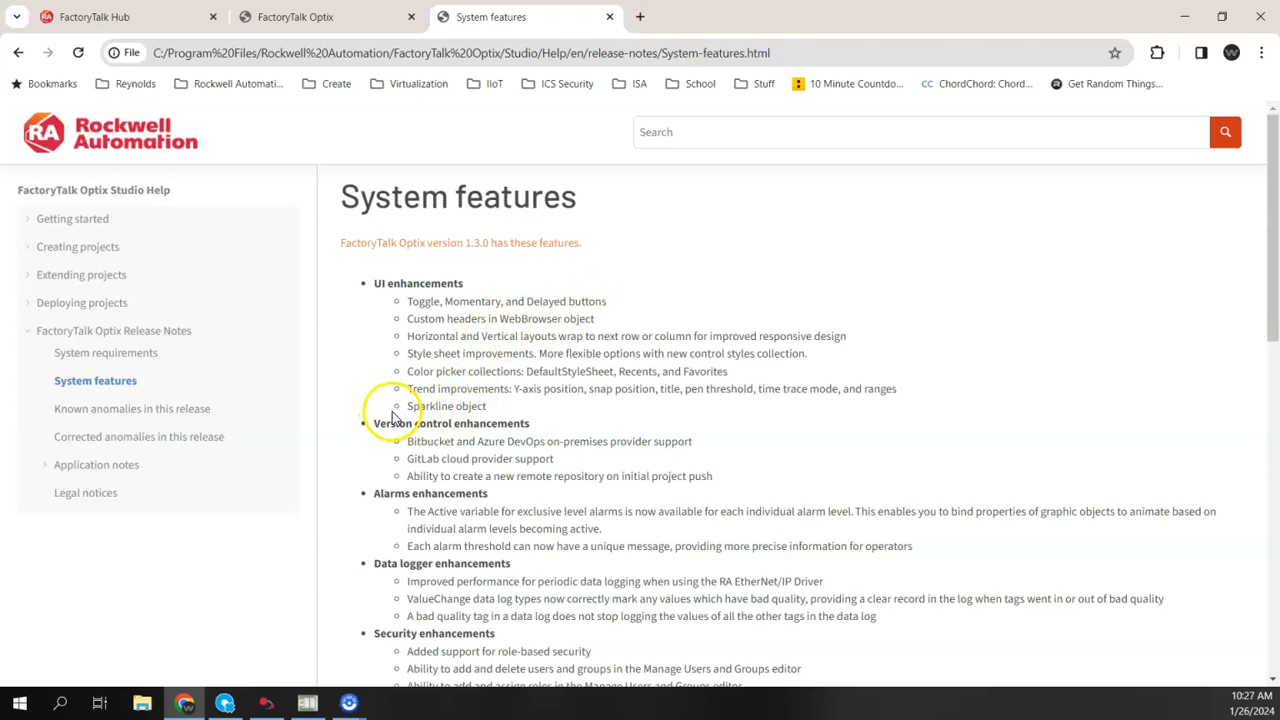 FactoryTalk Hub
FactoryTalk Optix
System features
File
C:/Program%20Files/Rockwell%20Automation/FactoryTalk%20Optix/Studio/Help/en/release-notes/System-features.html
Bookmarks
Reynolds
Rockwell Automati...
Create
Virtualization
IIoT
ICS Security
ISA
School
Stuff
10 Minute Countdo...
CC
ChordChord: Chord...
Get Random Things...
RA
Rockwell
Automation
Search
FactoryTalk Optix Studio Help
Getting started
Creating projects
Extending projects
Deploying projects
FactoryTalk Optix Release Notes
System requirements
System features
Known anomalies in this release
Corrected anomalies in this release
Application notes
Legal notices
System features
FactoryTalk Optix version 1.3.0 has these features.
UI enhancements
Toggle, Momentary, and Delayed buttons
Custom headers in WebBrowser object
Horizontal and Vertical layouts wrap to next row or column for improved responsive design
Style sheet improvements. More flexible options with new control styles collection.
Color picker collections: DefaultStyleSheet, Recents, and Favorites
Trend improvements: Y-axis position, snap position, title, pen threshold, time trace mode, and ranges
Sparkline object
Version control enhancements
Bitbucket and Azure DevOps on-premises provider support
GitLab cloud provider support
Ability to create a new remote repository on initial project push
Alarms enhancements
The Active variable for exclusive level alarms is now available for each individual alarm level. This enables you to bind properties of graphic objects to animate based on
individual alarm levels becoming active.
Each alarm threshold can now have a unique message, providing more precise information for operators
Data logger enhancements
Improved performance for periodic data logging when using the RA EtherNet/IP Driver
ValueChange data log types now correctly mark any values which have bad quality, providing a clear record in the log when tags went in or out of bad quality
A bad quality tag in a data log does not stop logging the values of all the other tags in the data log
Security enhancements
Added support for role-based security
Ability to add and delete users and groups in the Manage Users and Groups editor
Ability to add and assign roles in the Manage Users and Groups editor
10:27 AM
1/26/2024